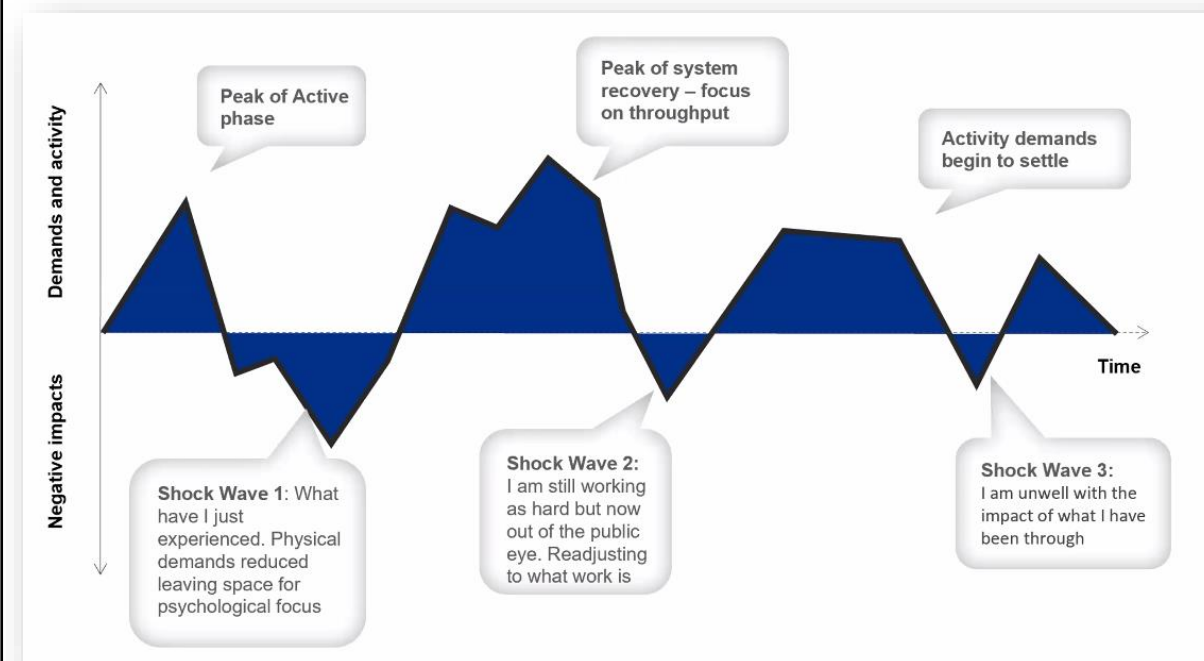 Peak of Active
phase
Peak of system
recovery – focus
on throughput
Activity demands
begin to settle
Demands and activity
Negative impacts
Time
Shock Wave 1: What
have I just
experienced. Physical
demands reduced
leaving space for
psychological focus
Shock Wave 2:
I am still working
as hard but now
out of the public
eye. Readjusting
to what work is
Shock Wave 3:
I am unwell with the
impact of what I have
been through